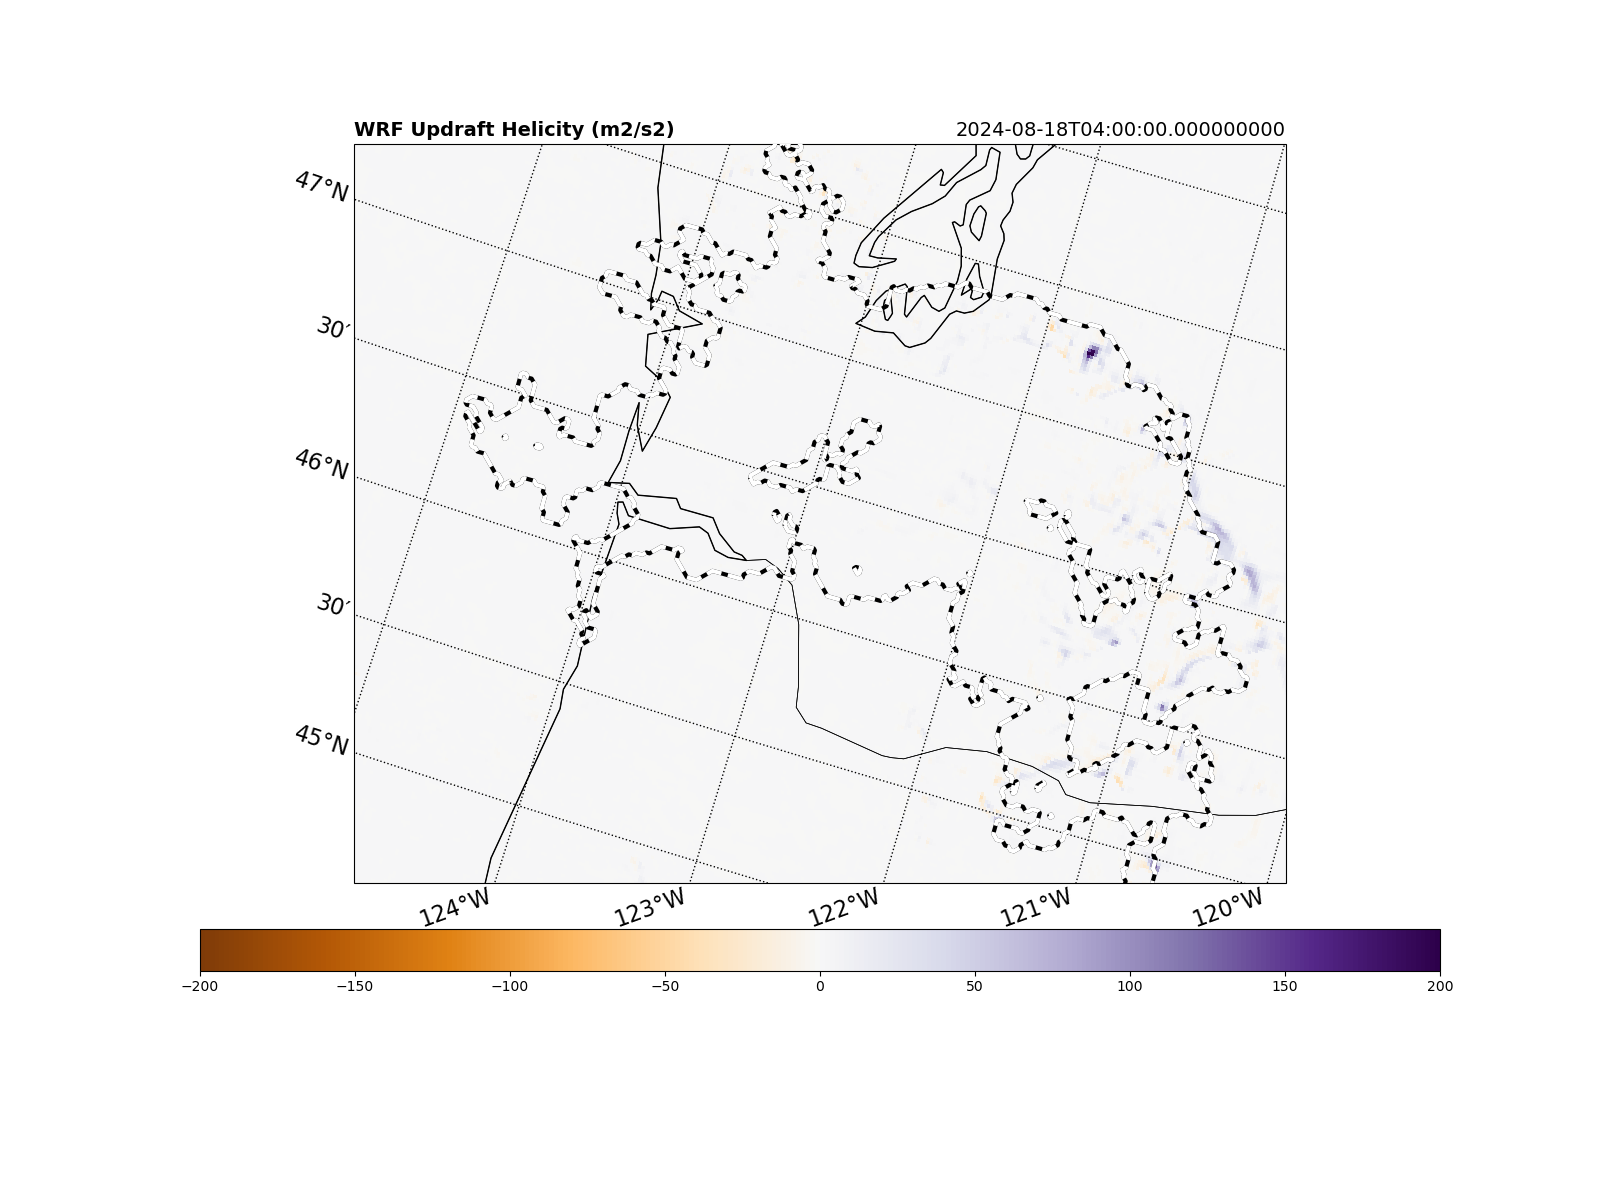 WRF Updraft Helicity (m2/s2)
2024-08-18T04:00:00.000000000
47°N
30′
46°N
30′
45°N
124°W
123°W
122°W
121°W
120°W
−200
−150
−100
−50
0
50
100
150
200